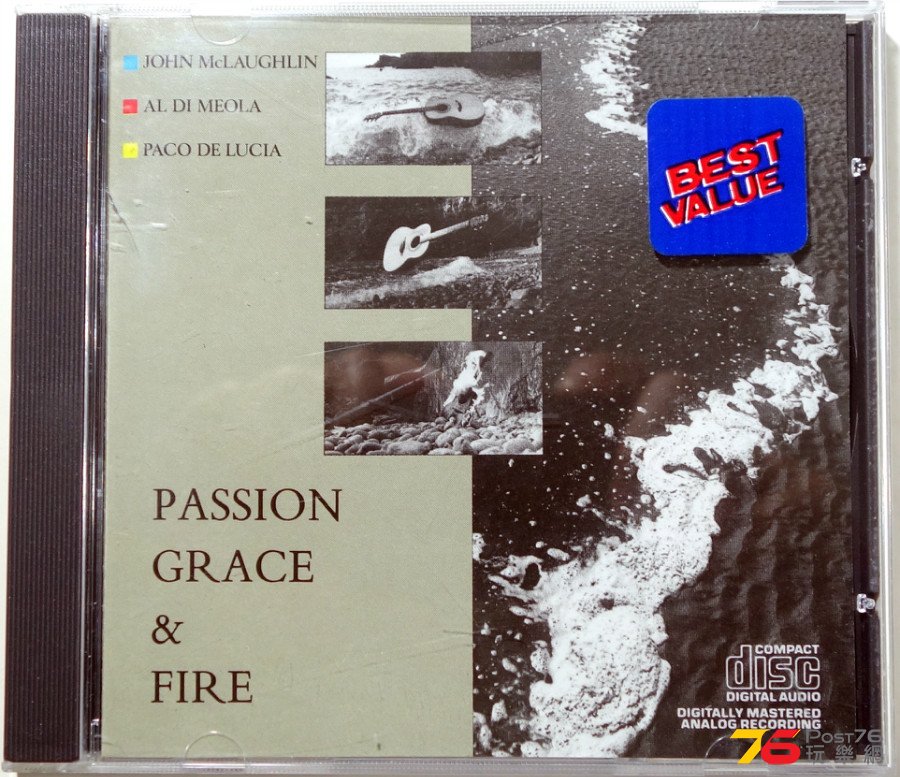 JOHN McLAUGHLIN
AL DI MEOLA
PACO DE LUCIA
BEST
VALUE
PASSION
GRACE
&
FIRE
COMPACT
disc
DIGITAL AUDIO
DIGITALLY MASTERED
ANALOG RECORDING
76 POST76
玩樂網